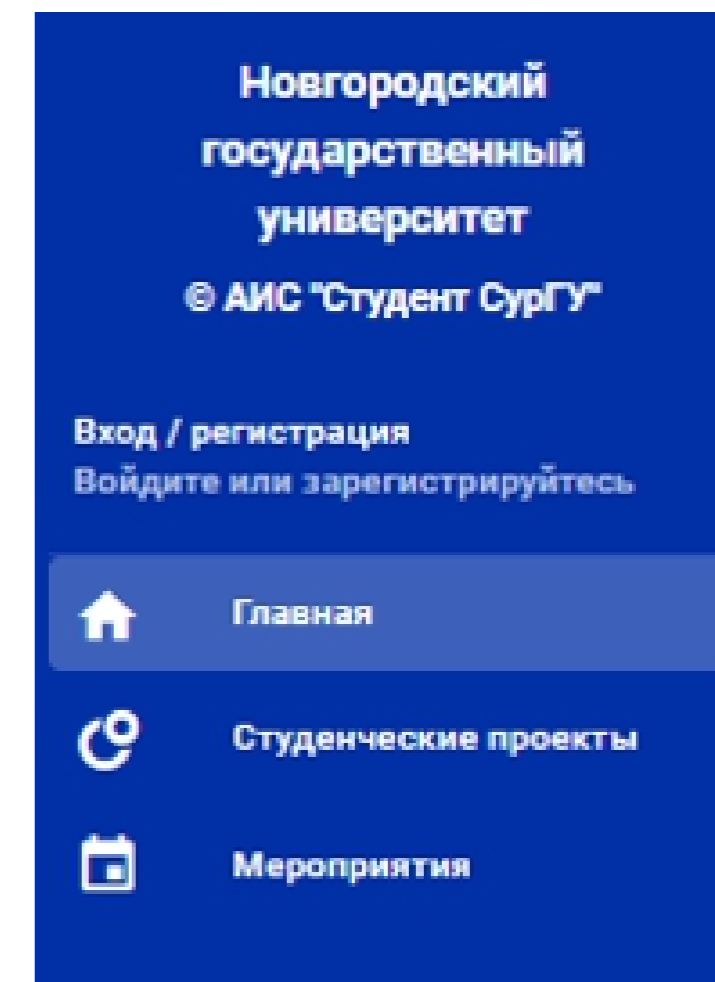 Новгородский
государственный
университет
© АИС "Студент СурГУ"
Вход / регистрация
Войдите или зарегистрируйтесь
Главная
Студенческие проекты
Мероприятия